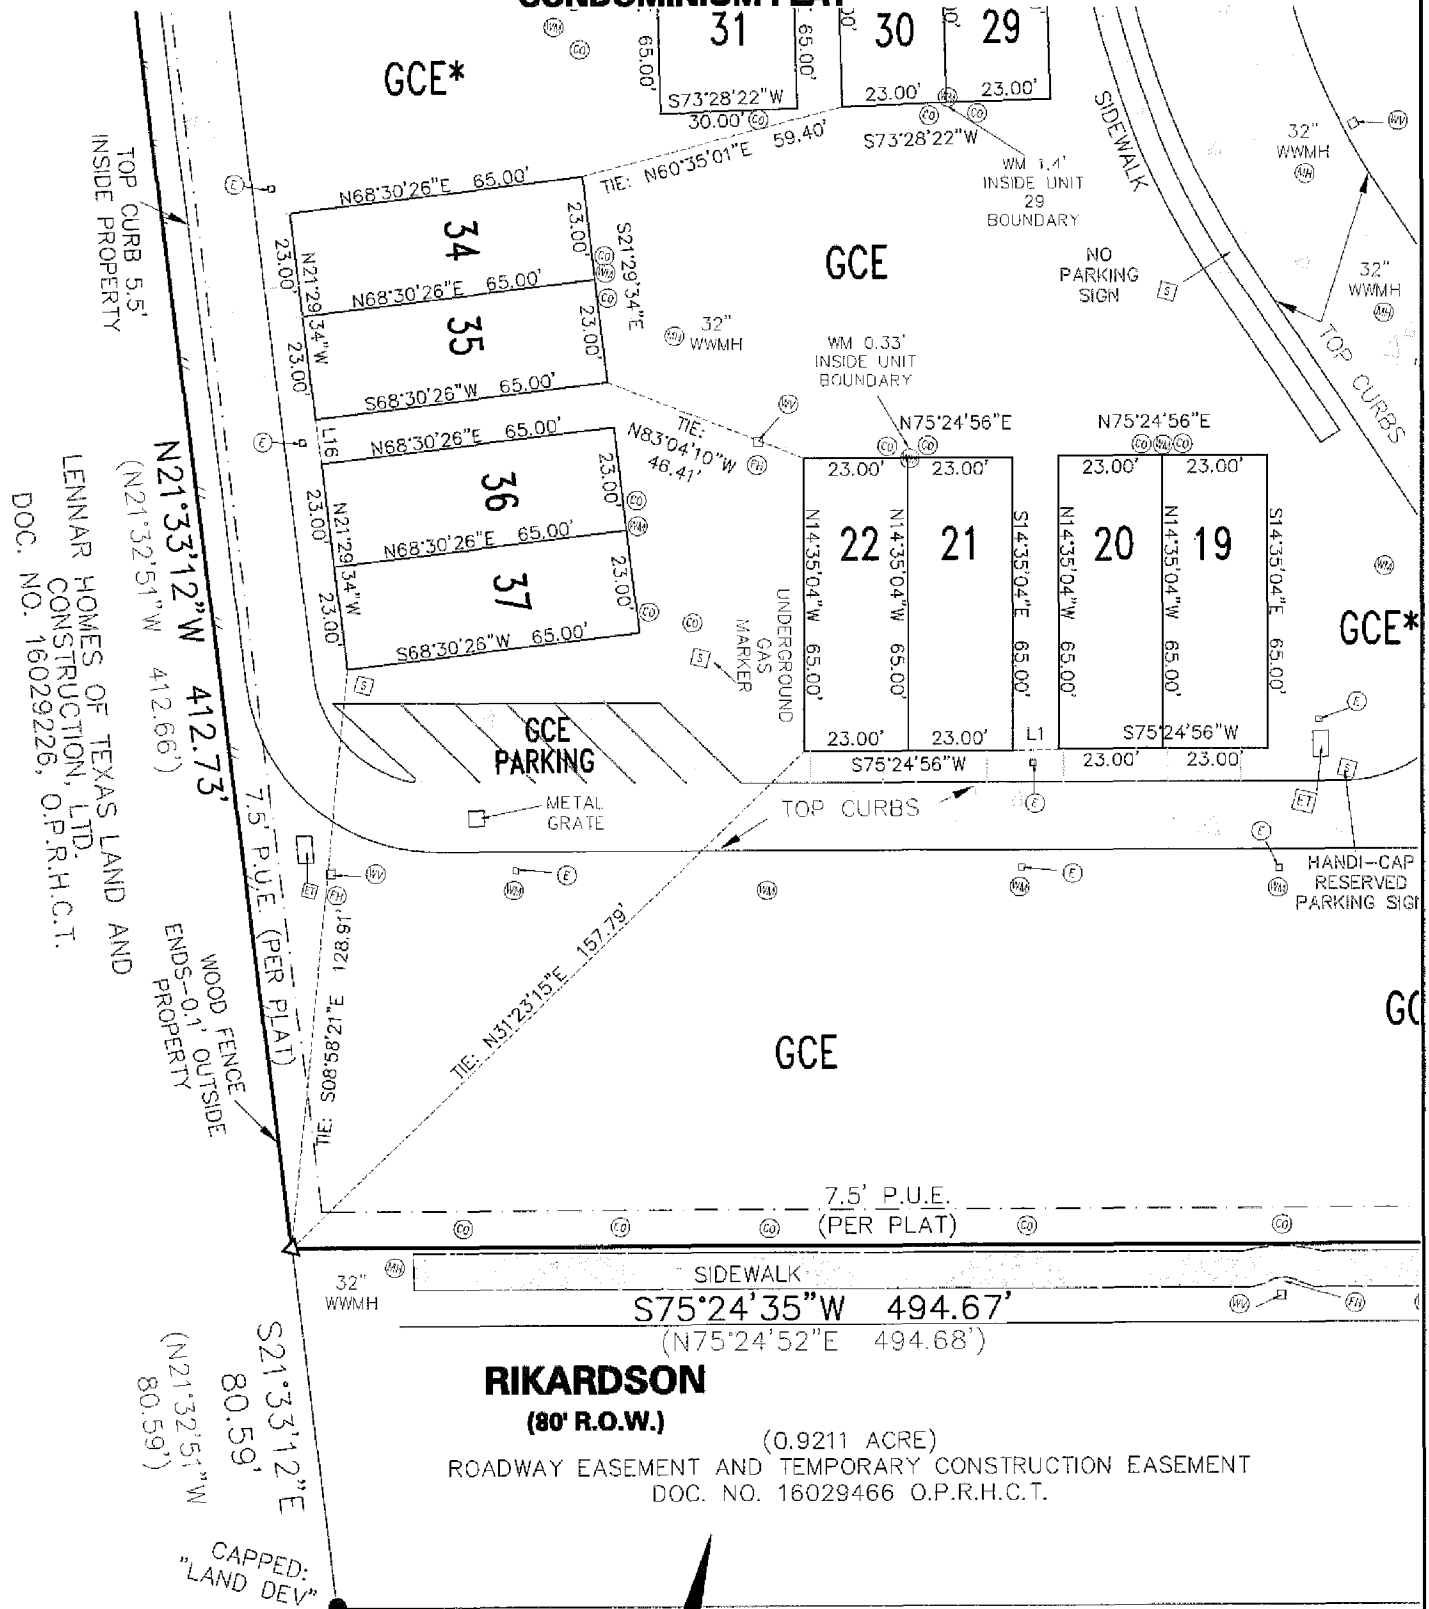 CONDOMINIUM PLAT
31
30
29
65.00'
65.00'
GCE*
S73°28'22"W
30.00'
23.00'
23.00'
S73°28'22"W
59.40'
TIE: N60°35'01"E
WM 1.4'
INSIDE UNIT
29
BOUNDARY
SIDEWALK
32"
WWMH
NO
PARKING
SIGN
32"
WWMH
TOP CURBS
TOP CURB 5.5'
INSIDE PROPERTY
N68°30'26"E 65.00'
34
23.00'
23.00'
N21°29'34"W
S21°29'34"E
N68°30'26"E 65.00'
35
23.00'
23.00'
S68°30'26"W 65.00'
L16
GCE
32"
WWMH
WM 0.33'
INSIDE UNIT
BOUNDARY
TIE:
N83°04'10"W
46.41'
N68°30'26"E 65.00'
36
23.00'
23.00'
N21°29'34"W
N68°30'26"E 65.00'
37
23.00'
23.00'
S68°30'26"W 65.00'
N75°24'56"E
N75°24'56"E
23.00'
23.00'
23.00'
23.00'
N14°35'04"W 65.00'
22
N14°35'04"W 65.00'
21
S14°35'04"E 65.00'
N14°35'04"W 65.00'
20
N14°35'04"W 65.00'
19
S14°35'04"E 65.00'
GCE*
UNDERGROUND
GAS
MARKER
23.00'
23.00'
L1
S75°24'56"W
S75°24'56"W
23.00'
23.00
N21°33'12"W 412.73'
(N21°32'51"W 412.66')
LENNAR HOMES OF TEXAS LAND AND
CONSTRUCTION, LTD.
DOC. NO. 16029226, O.P.R.H.C.T.
GCE
PARKING
METAL
GRATE
TOP CURBS
HANDI-CAP
RESERVED
PARKING SIGN
7.5' P.U.E. (PER PLAT)
WOOD FENCE
ENDS-0.1' OUTSIDE
PROPERTY
TIE: S08°58'21"E 128.91'
TIE: N31°23'15"E 157.79'
GCE
GC
7.5' P.U.E.
(PER PLAT)
32"
WWMH
SIDEWALK
S75°24'35"W 494.67'
(N75°24'52"E 494.68')
S21°33'12"E
80.59'
(N21°32'51"W
80.59')
RIKARDSON
(80' R.O.W.)
(0.9211 ACRE)
ROADWAY EASEMENT AND TEMPORARY CONSTRUCTION EASEMENT
DOC. NO. 16029466 O.P.R.H.C.T.
CAPPED:
"LAND DEV"